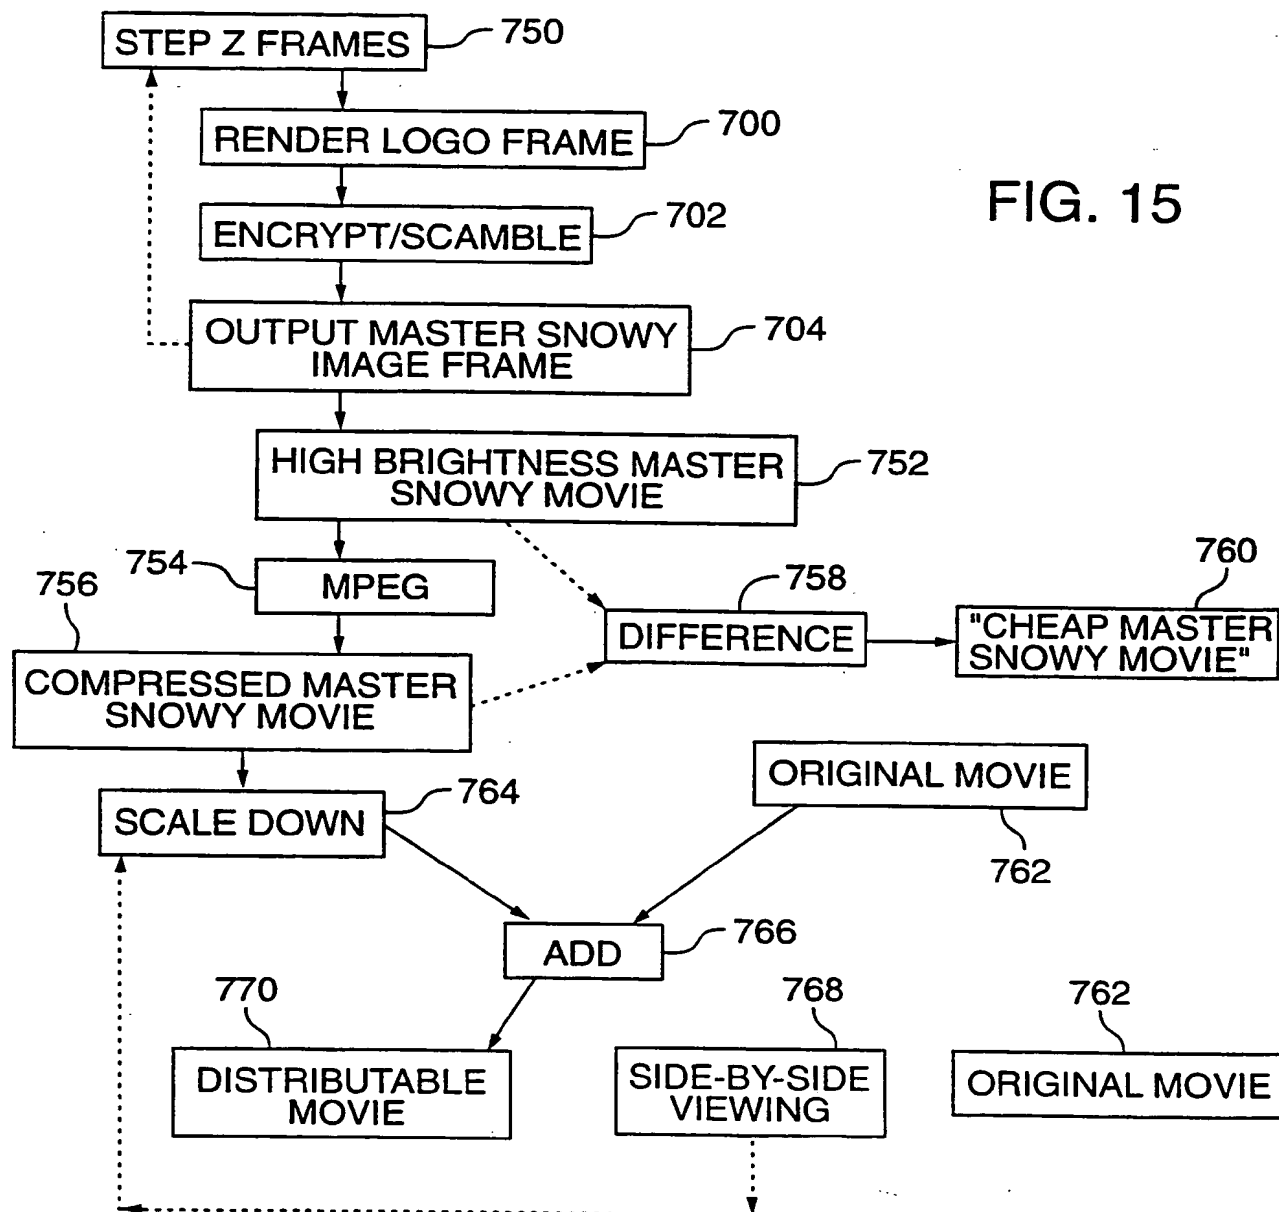 STEP Z FRAMES
750
RENDER LOGO FRAME
700
FIG. 15
ENCRYPT/SCAMBLE
702
OUTPUT MASTER SNOWY
IMAGE FRAME
704
HIGH BRIGHTNESS MASTER
SNOWY MOVIE
752
754
MPEG
756
COMPRESSED MASTER
SNOWY MOVIE
758
DIFFERENCE
760
"CHEAP MASTER
SNOWY MOVIE"
SCALE DOWN
764
ORIGINAL MOVIE
762
ADD
766
770
DISTRIBUTABLE
MOVIE
768
SIDE-BY-SIDE
VIEWING
762
ORIGINAL MOVIE